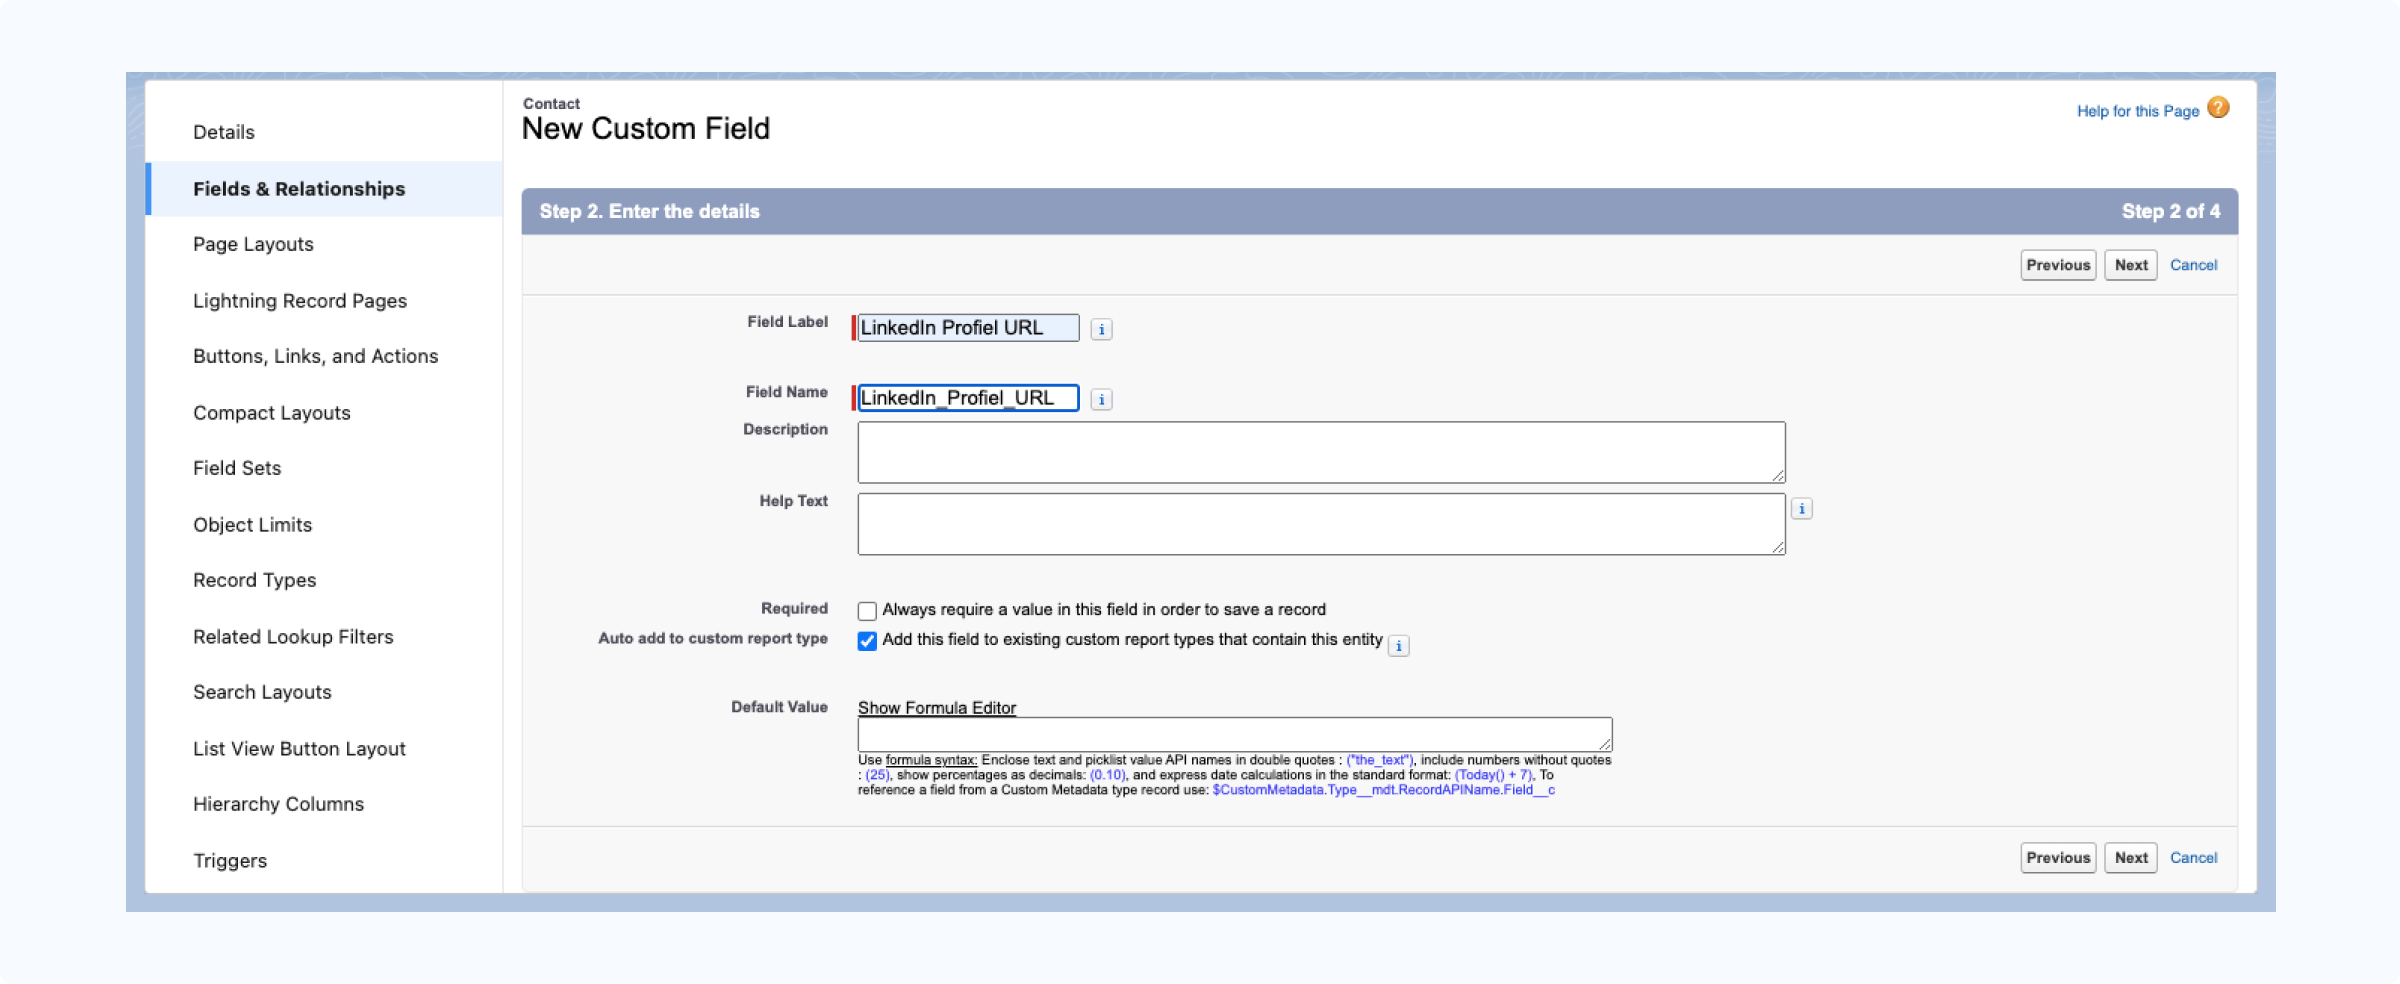 Details
Fields & Relationships
Page Layouts
Lightning Record Pages
Buttons, Links, and Actions
Compact Layouts
Field Sets
Object Limits
Record Types
Related Lookup Filters
Search Layouts
List View Button Layout
Hierarchy Columns
Triggers
Contact
New Custom Field
Help for this Page ?
Step 2. Enter the details Step 2 of 4
Previous Next Cancel
Field Label LinkedIn Profiel URL i
Field Name LinkedIn_Profiel_URL i
Description
Help Text i
Required Always require a value in this field in order to save a record
Auto add to custom report type Add this field to existing custom report types that contain this entity i
Default Value Show Formula Editor
Use formula syntax: Enclose text and picklist value API names in double quotes : ("the_text"), include numbers without quotes
: (25), show percentages as decimals: (0.10), and express date calculations in the standard format: (Today() + 7), To
reference a field from a Custom Metadata type record use: $CustomMetadata.Type__mdt.RecordAPIName.Field__c
Previous Next Cancel